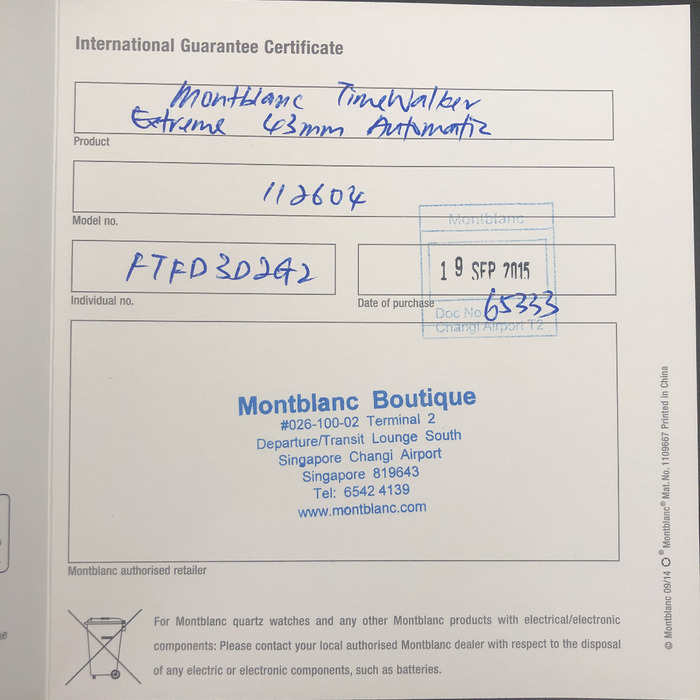 International Guarantee Certificate
Montblanc TimeWalker
Extreme 43mm Automatic
Product
112604
Model no.
Montblanc
FTFD3D2G2
19 SEP 2015
Individual no.
Date of purchase
Doc No. 65333
Changi Airport T2
Montblanc Boutique
#026-100-02 Terminal 2
Departure/Transit Lounge South
Singapore Changi Airport
Singapore 819643
Tel: 6542 4139
www.montblanc.com
Montblanc authorised retailer
For Montblanc quartz watches and any other Montblanc products with electrical/electronic
components: Please contact your local authorised Montblanc dealer with respect to the disposal
of any electric or electronic components, such as batteries.
© Montblanc 09/14 ® Montblanc® Mat. No. 1109667 Printed in China